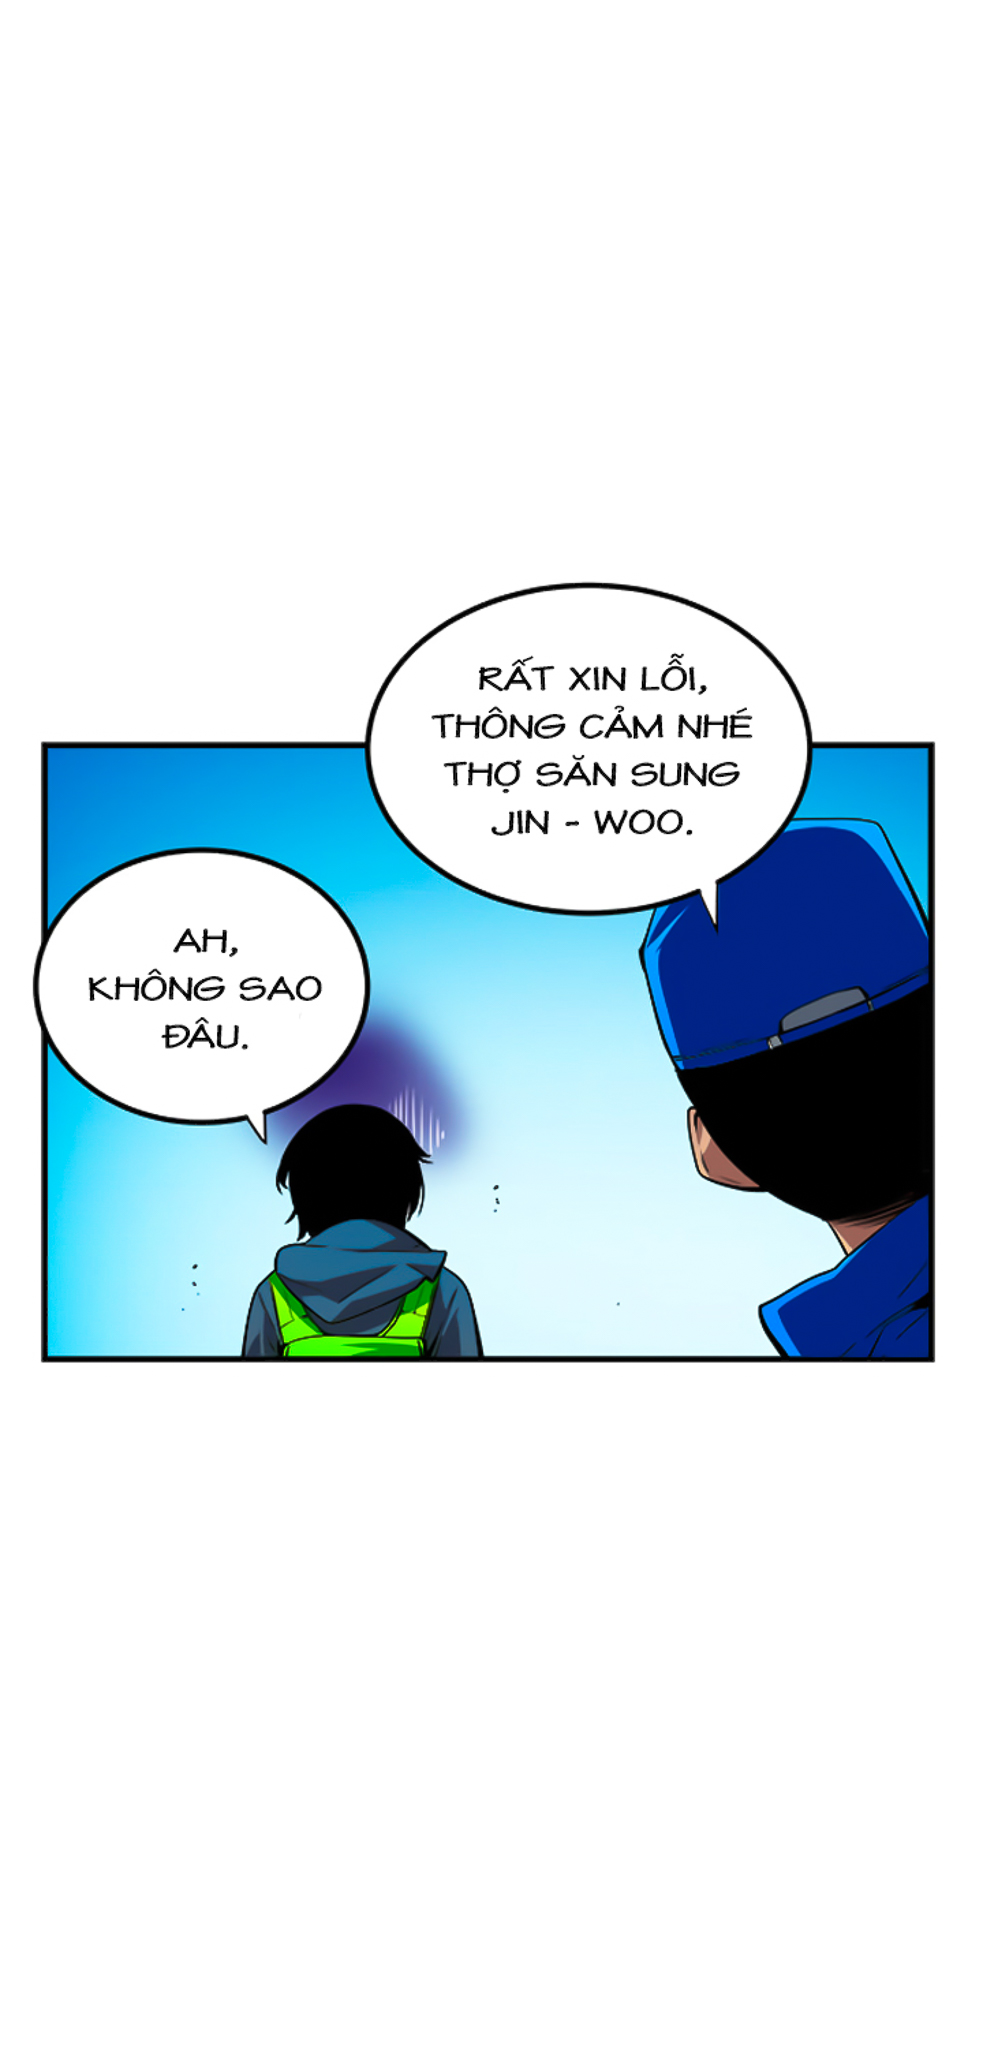 RẤT XIN LỖI,
THÔNG CẢM NHÉ
THỢ SĂN SUNG
JIN - WOO.
AH,
KHÔNG SAO
ĐÂU.